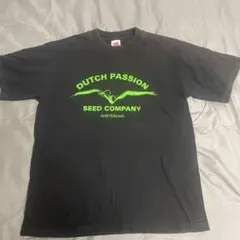 DUTCH PASSION
SEED COMPANY
AMSTERDAM